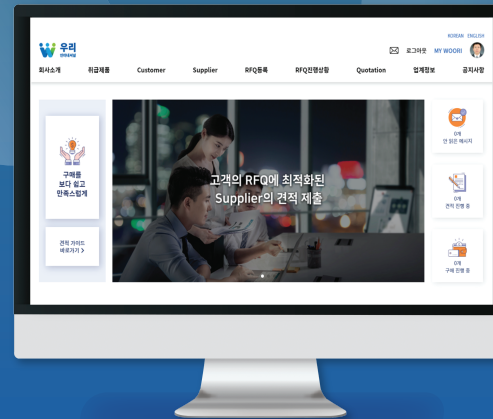 KOREAN ENGLISH
우리
로그아웃 MY WOORI
회사소개 취급제품 Customer Supplier RFQ등록 RFQ진행상황 Quotation 업계정보 공지사항
구매를
보다 쉽고
만족스럽게
견적 가이드
바로가기 >
고객의 RFQ에 최적화된
Supplier의 견적 제출
0개
안 읽은 메시지
0개
견적 진행 중
0개
구매 진행 중